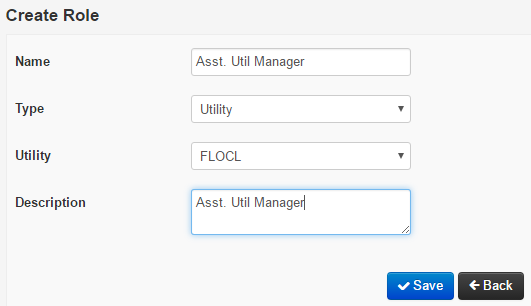 Create Role
Name Asst. Util Manager
Type Utility
Utility FLOCL
Description Asst. Util Manager
Save Back